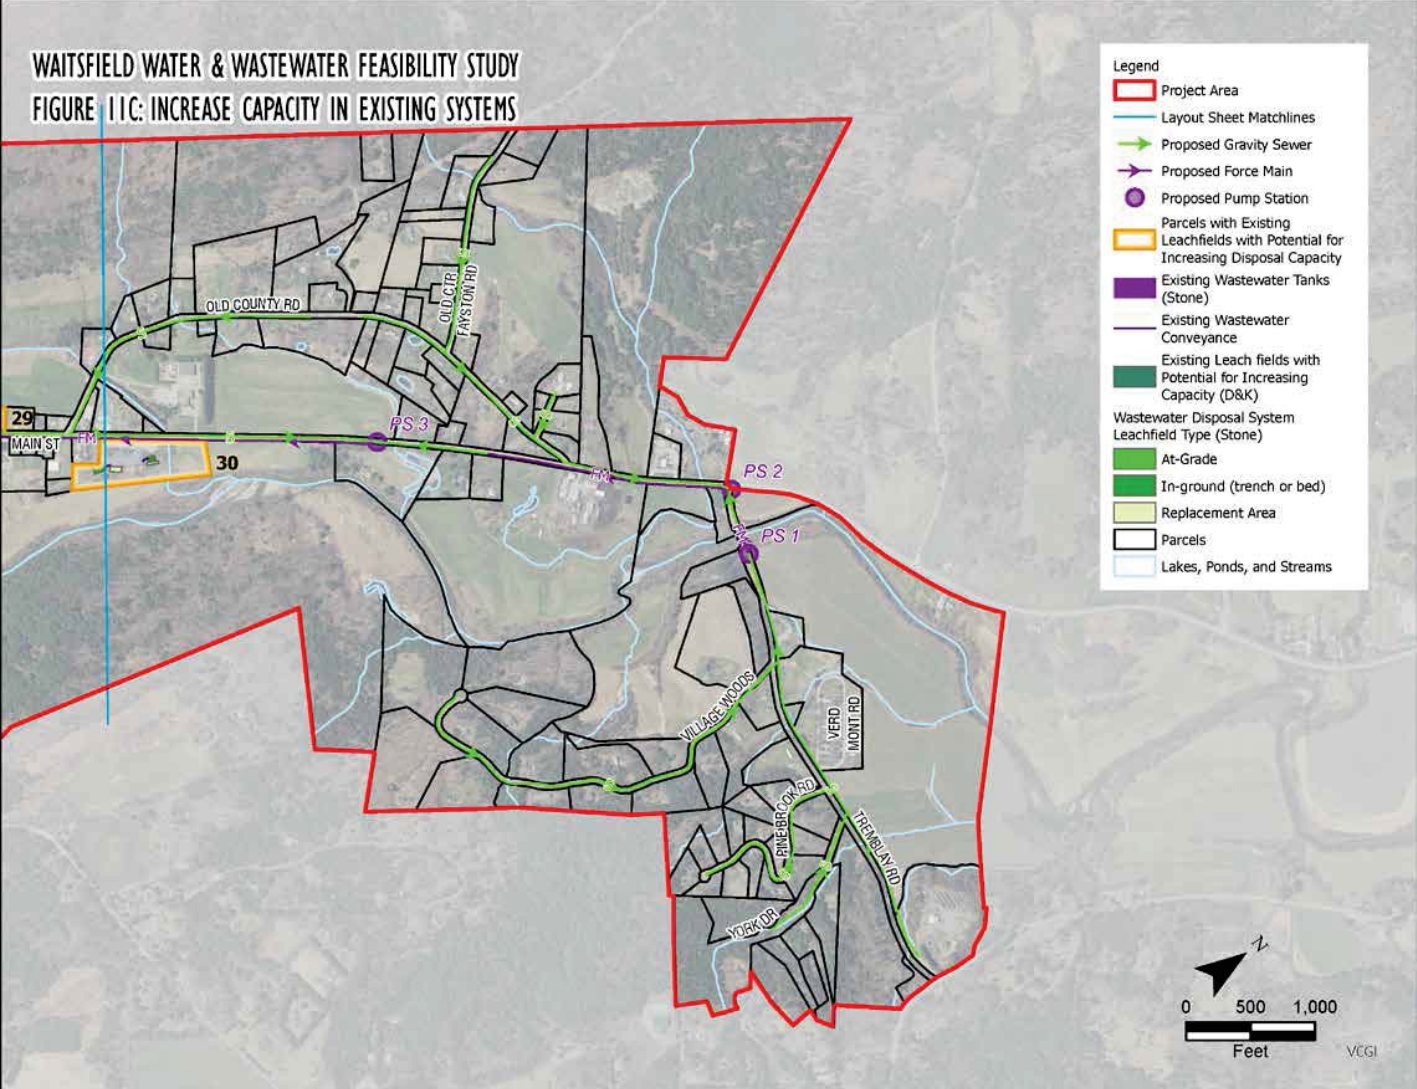 WAITSFIELD WATER & WASTEWATER FEASIBILITY STUDY
FIGURE 11C: INCREASE CAPACITY IN EXISTING SYSTEMS
Legend
Project Area
Layout Sheet Matchlines
Proposed Gravity Sewer
Proposed Force Main
Proposed Pump Station
Parcels with Existing
Leachfields with Potential for
Increasing Disposal Capacity
Existing Wastewater Tanks
(Stone)
Existing Wastewater
Conveyance
Existing Leach fields with
Potential for Increasing
Capacity (D&K)
Wastewater Disposal System
Leachfield Type (Stone)
At-Grade
In-ground (trench or bed)
Replacement Area
Parcels
Lakes, Ponds, and Streams
OLD COUNTY RD
OLD CTR
FAYSTON RD
29
MAIN ST
FM
30
PS 3
FM
PS 2
FM
PS 1
VILLAGE WOODS
VERD
MONT RD
PINE BROOK RD
TREMBLAY RD
YORK DR
N
0 500 1,000
Feet
VCGI